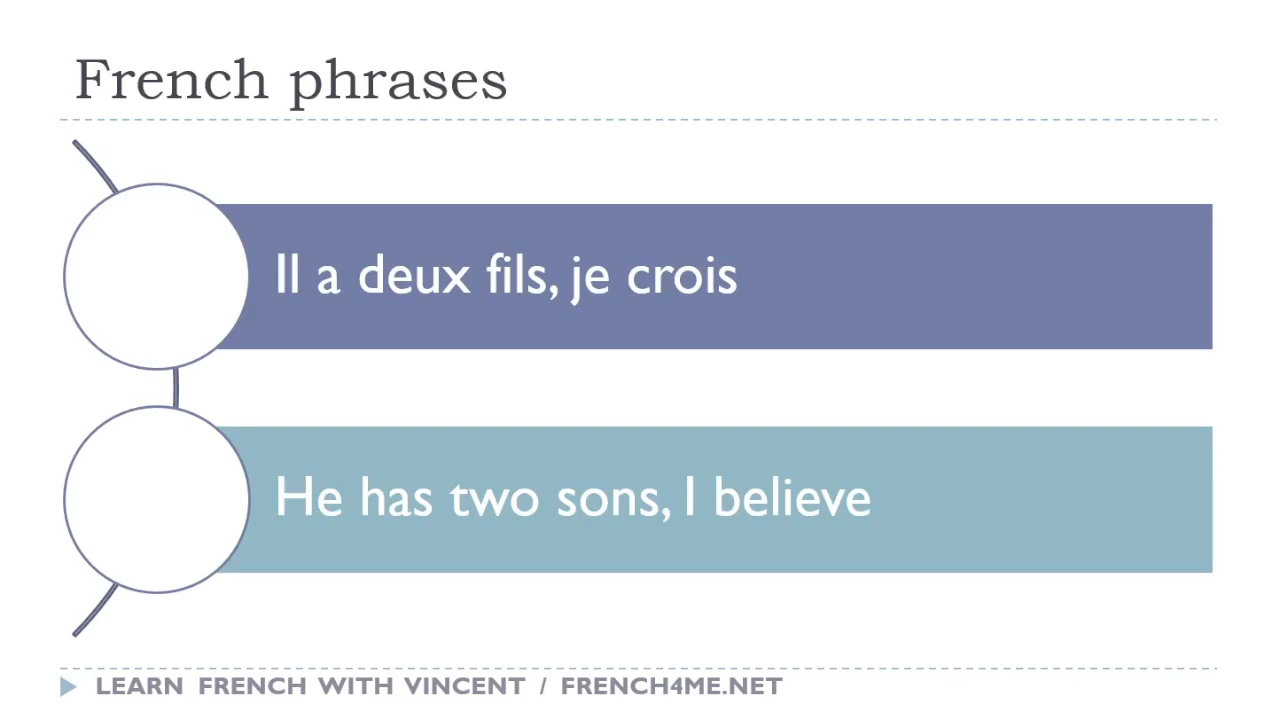 French phrases
Il a deux fils, je crois
He has two sons, I believe
LEARN FRENCH WITH VINCENT / FRENCH4ME.NET